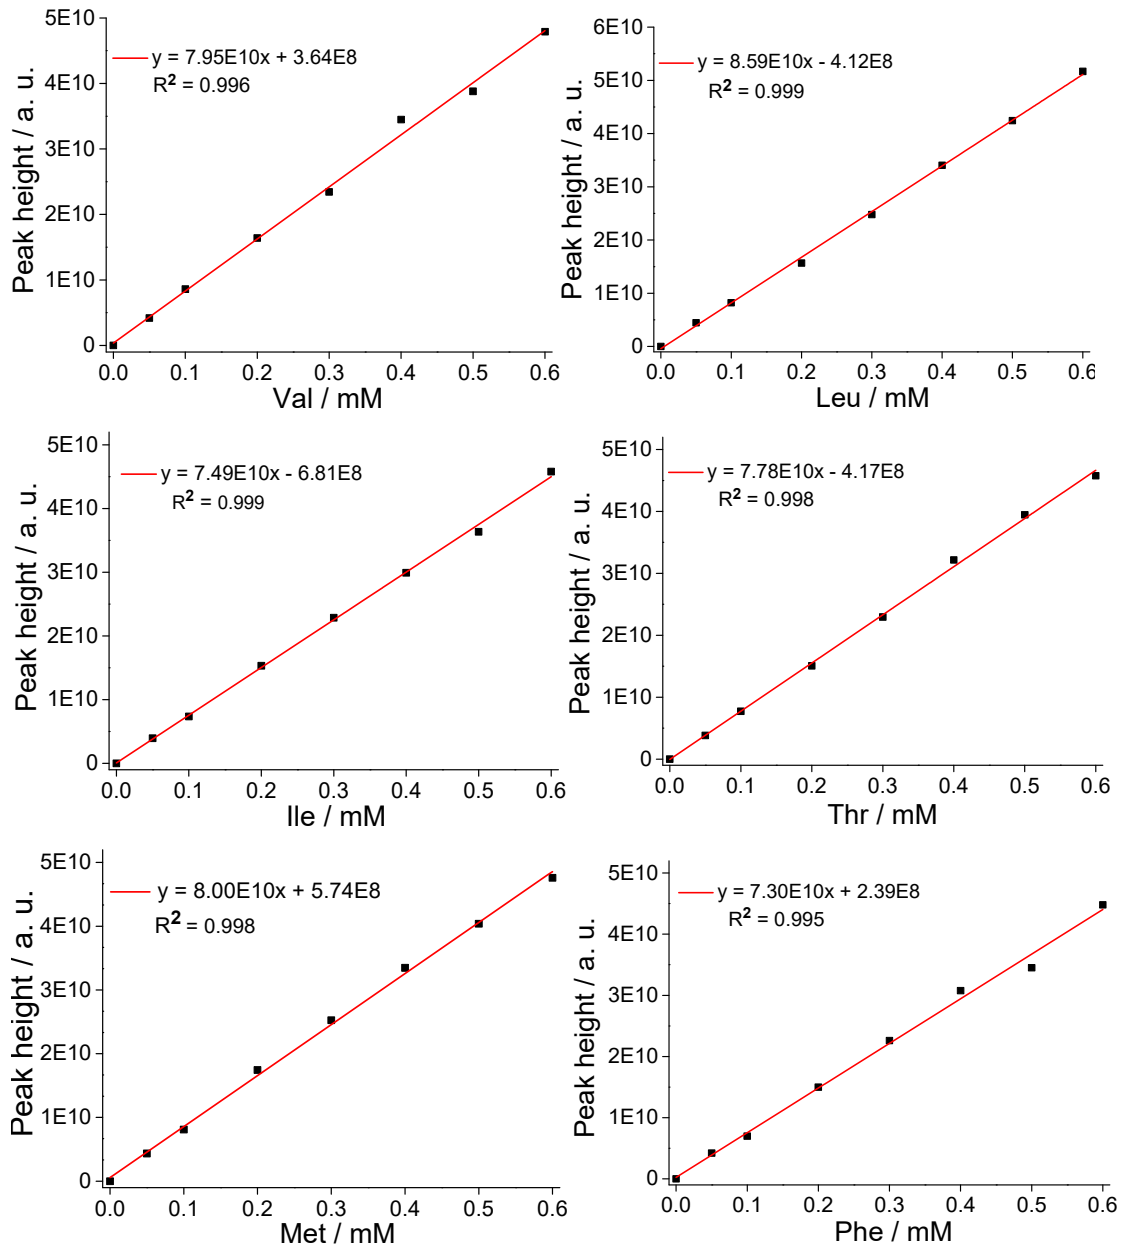 5E10
4E10
3E10
2E10
1E10
0
Peak height / a. u.
y = 7.95E10x + 3.64E8
R² = 0.996
0.0 0.1 0.2 0.3 0.4 0.5 0.6
Val / mM
6E10
5E10
4E10
3E10
2E10
1E10
0
Peak height / a. u.
y = 8.59E10x - 4.12E8
R² = 0.999
0.0 0.1 0.2 0.3 0.4 0.5 0.6
Leu / mM
5E10
4E10
3E10
2E10
1E10
0
Peak height / a. u.
y = 7.49E10x - 6.81E8
R² = 0.999
0.0 0.1 0.2 0.3 0.4 0.5 0.6
Ile / mM
5E10
4E10
3E10
2E10
1E10
0
Peak height / a. u.
y = 7.78E10x - 4.17E8
R² = 0.998
0.0 0.1 0.2 0.3 0.4 0.5 0.6
Thr / mM
5E10
4E10
3E10
2E10
1E10
0
Peak height / a. u.
y = 8.00E10x + 5.74E8
R² = 0.998
0.0 0.1 0.2 0.3 0.4 0.5 0.6
Met / mM
5E10
4E10
3E10
2E10
1E10
0
Peak height / a. u.
y = 7.30E10x + 2.39E8
R² = 0.995
0.0 0.1 0.2 0.3 0.4 0.5 0.6
Phe / mM